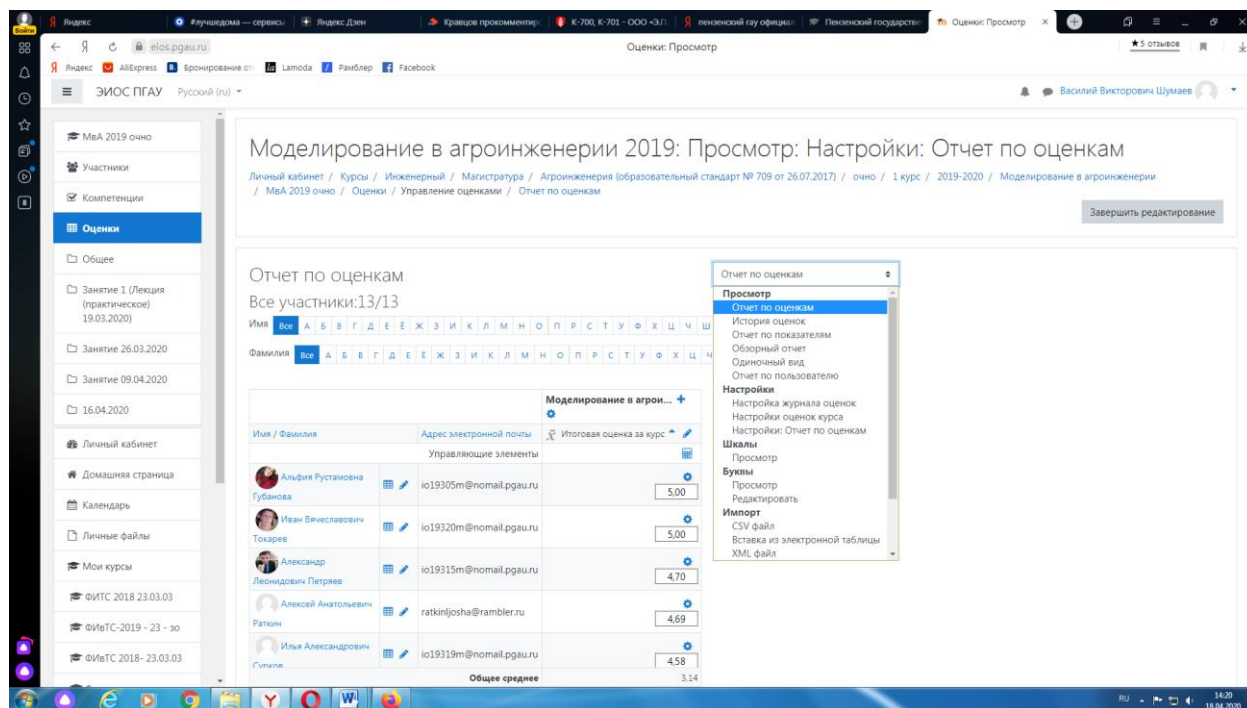 Войти
Яндекс
#лучшедома — сервисы
Яндекс Дзен
Кравцов прокомментир
К-700, К-701 - ООО «З.П.
пензенский гау официал
Пензенский государстве
Оценки: Просмотр
eios.pgau.ru
Оценки: Просмотр
★ 5 отзывов
Яндекс AliExpress Бронирование от Lamoda Рамблер Facebook
ЭИОС ПГАУ Русский (ru)
Василий Викторович Шумаев
МвА 2019 очно
Участники
Компетенции
Оценки
Общее
Занятие 1 (Лекция
(практическое)
19.03.2020)
Занятие 26.03.2020
Занятие 09.04.2020
16.04.2020
Личный кабинет
Домашняя страница
Календарь
Личные файлы
Мои курсы
ФИТС 2018 23.03.03
ФИвТС-2019 - 23 - зо
ФИвТС 2018- 23.03.03
Моделирование в агроинженерии 2019: Просмотр: Настройки: Отчет по оценкам
Личный кабинет / Курсы / Инженерный / Магистратура / Агроинженерия (образовательный стандарт № 709 от 26.07.2017) / очно / 1 курс / 2019-2020 / Моделирование в агроинженерии
/ МвА 2019 очно / Оценки / Управление оценками / Отчет по оценкам
Завершить редактирование
Отчет по оценкам
Все участники:13/13
Имя Все А Б В Г Д Е Ё Ж З И К Л М Н О П Р С Т У Ф Х Ц Ч Ш
Фамилия Все А Б В Г Д Е Ё Ж З И К Л М Н О П Р С Т У Ф Х Ц Ч
Отчет по оценкам
Просмотр
Отчет по оценкам
История оценок
Отчет по показателям
Обзорный отчет
Одиночный вид
Отчет по пользователю
Настройки
Настройка журнала оценок
Настройки оценок курса
Настройки: Отчет по оценкам
Шкалы
Просмотр
Буквы
Просмотр
Редактировать
Импорт
CSV файл
Вставка из электронной таблицы
XML файл
Моделирование в агрои...
Имя / Фамилия Адрес электронной почты x̄ Итоговая оценка за курс
Управляющие элементы
Альфия Рустамовна
Губанова
io19305m@nomail.pgau.ru
5,00
Иван Вячеславович
Токарев
io19320m@nomail.pgau.ru
5,00
Александр
Леонидович Петряев
io19315m@nomail.pgau.ru
4,70
Алексей Анатольевич
Раткин
ratkinljosha@rambler.ru
4,69
Илья Александрович
Сурков
io19319m@nomail.pgau.ru
4,58
Общее среднее 3,14
RU
14:20
18.04.2020